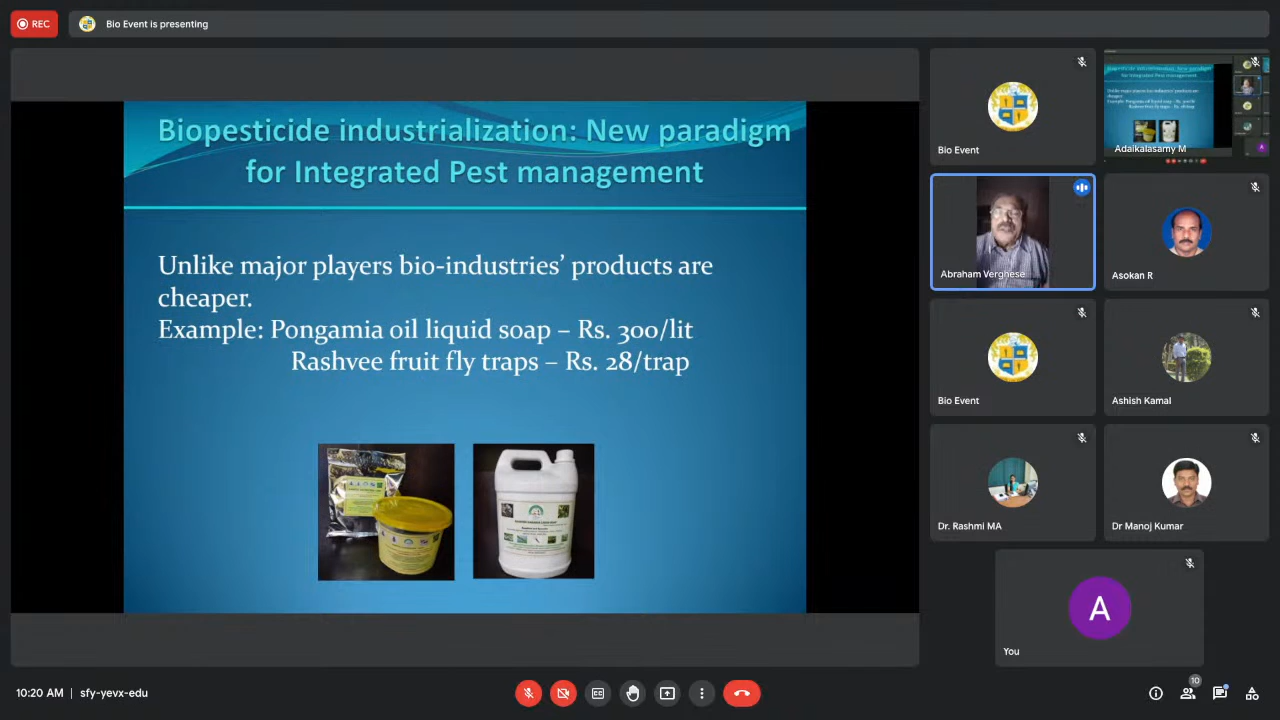 REC
Bio Event is presenting
Biopesticide industrialization: New paradigm
for Integrated Pest management
Unlike major players bio-industries' products are
cheaper.
Example: Pongamia oil liquid soap – Rs. 300/lit
Rashvee fruit fly traps – Rs. 28/trap
Bio Event
Adaikalasamy M
Abraham Verghese
Asokan R
Bio Event
Ashish Kamal
Dr. Rashmi MA
Dr Manoj Kumar
A
You
10:20 AM | sfy-yevx-edu
10